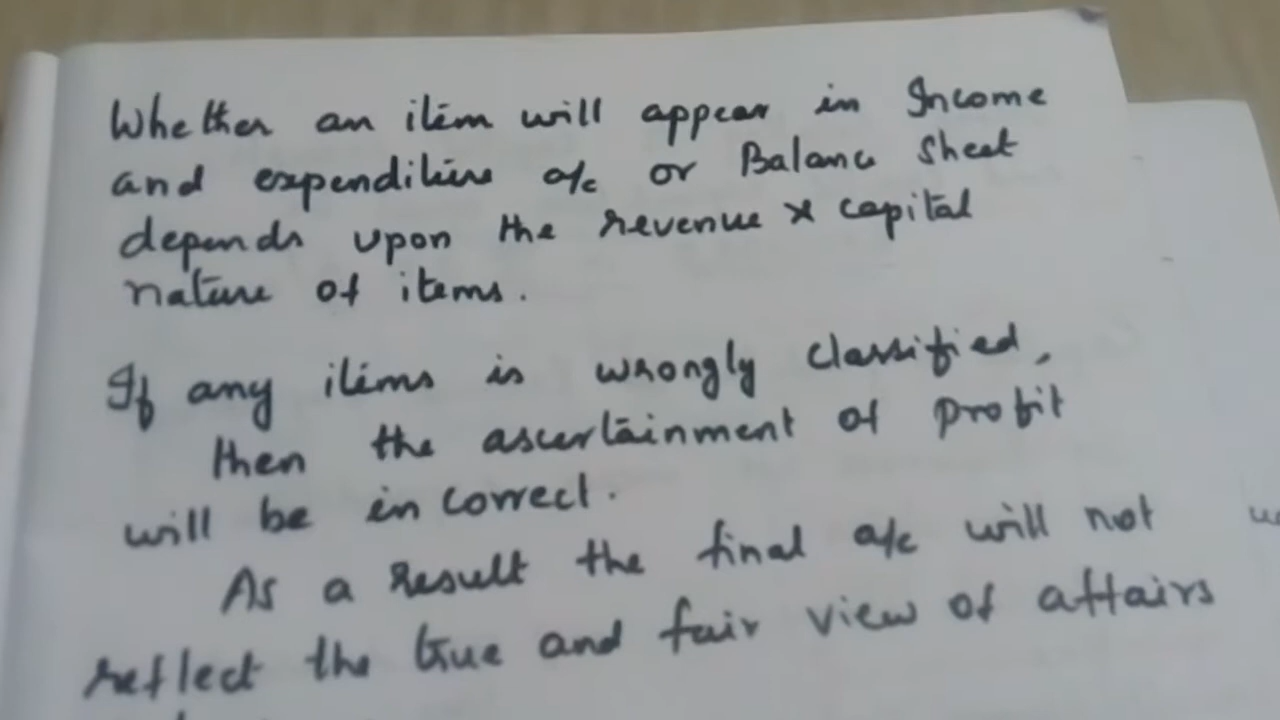 Whether an item will appear in Income
and expenditure a/c or Balance Sheet
depends upon the revenue & capital
nature of items.
If any items is wrongly classified,
then the ascertainment of profit
will be in correct.
As a result the final a/c will not
reflect the true and fair view of affairs